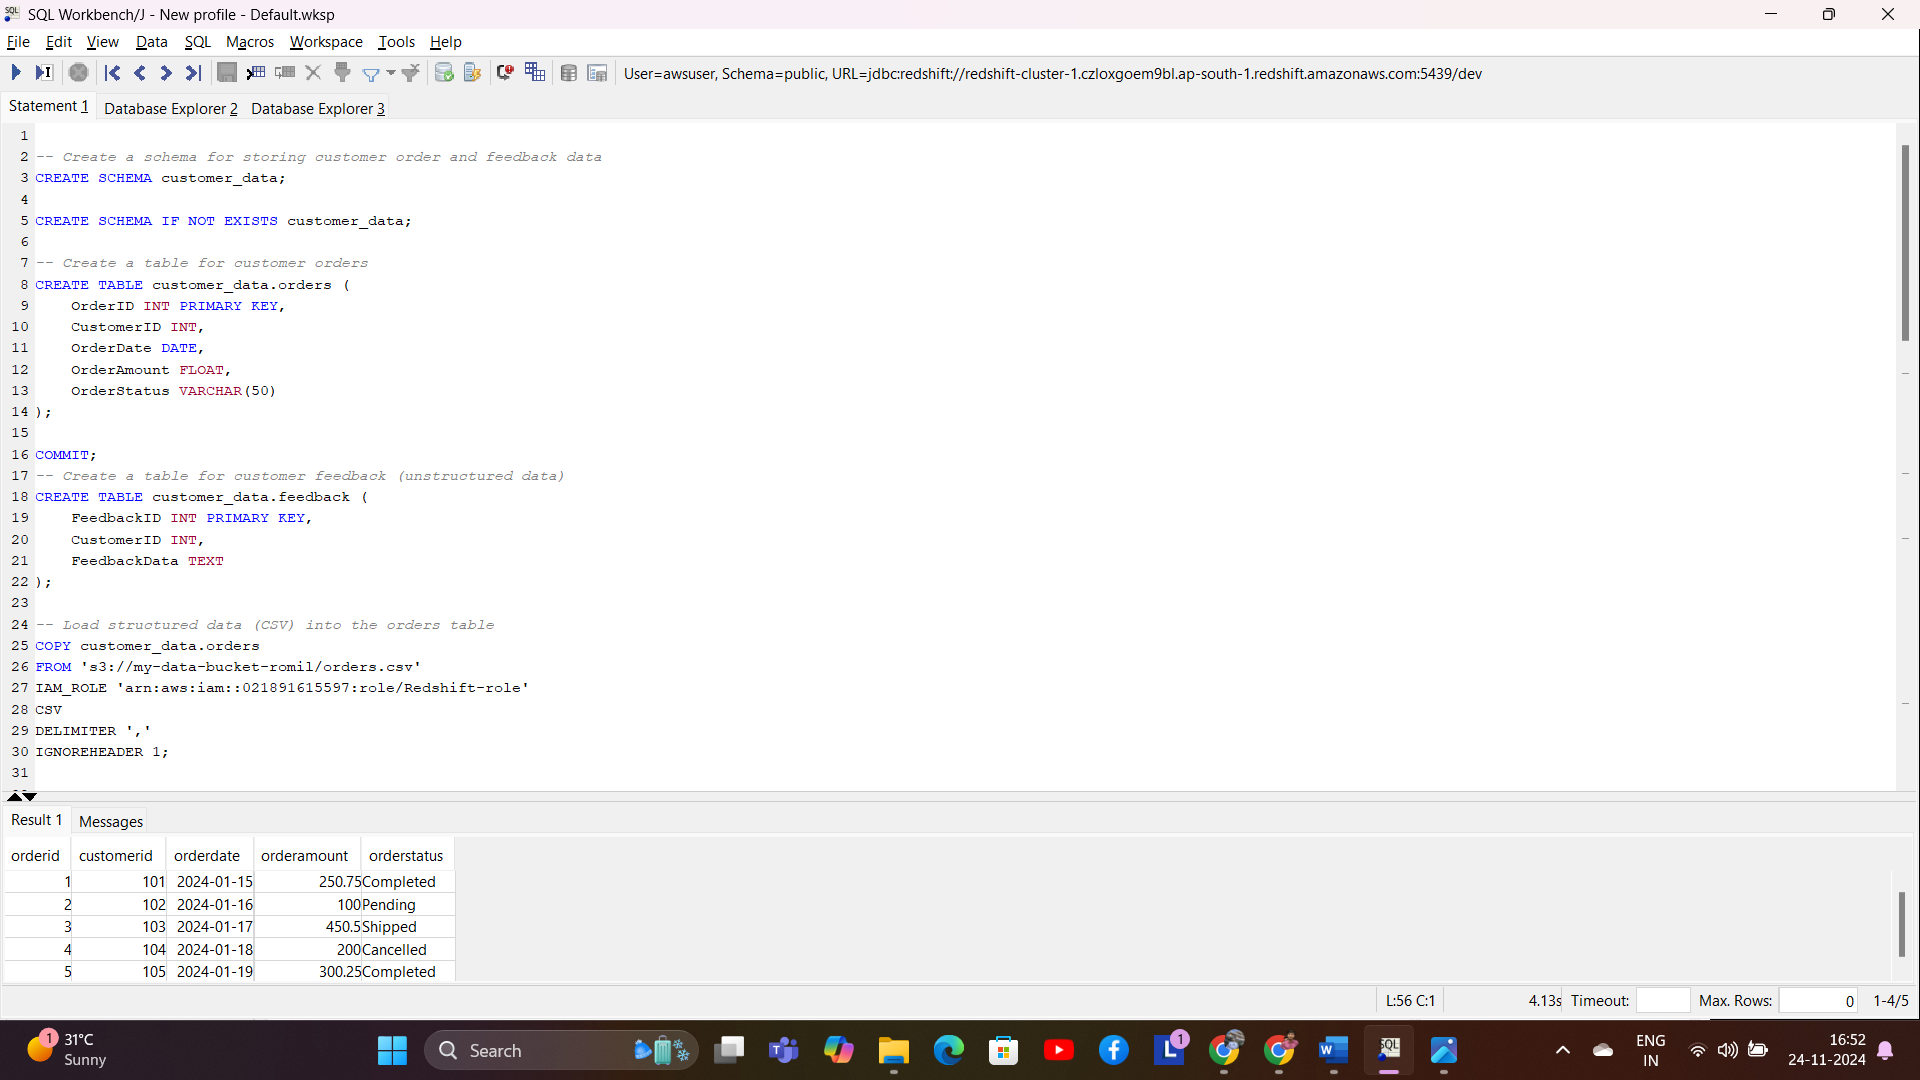 SQL Workbench/J - New profile - Default.wksp
File Edit View Data SQL Macros Workspace Tools Help
User=awsuser, Schema=public, URL=jdbc:redshift://redshift-cluster-1.czloxgoem9bl.ap-south-1.redshift.amazonaws.com:5439/dev
Statement 1 Database Explorer 2 Database Explorer 3
1
2 -- Create a schema for storing customer order and feedback data
3 CREATE SCHEMA customer_data;
4
5 CREATE SCHEMA IF NOT EXISTS customer_data;
6
7 -- Create a table for customer orders
8 CREATE TABLE customer_data.orders (
9 OrderID INT PRIMARY KEY,
10 CustomerID INT,
11 OrderDate DATE,
12 OrderAmount FLOAT,
13 OrderStatus VARCHAR(50)
14 );
15
16 COMMIT;
17 -- Create a table for customer feedback (unstructured data)
18 CREATE TABLE customer_data.feedback (
19 FeedbackID INT PRIMARY KEY,
20 CustomerID INT,
21 FeedbackData TEXT
22 );
23
24 -- Load structured data (CSV) into the orders table
25 COPY customer_data.orders
26 FROM 's3://my-data-bucket-romil/orders.csv'
27 IAM_ROLE 'arn:aws:iam::021891615597:role/Redshift-role'
28 CSV
29 DELIMITER ','
30 IGNOREHEADER 1;
31
Result 1 Messages
orderid customerid orderdate orderamount orderstatus
1 101 2024-01-15 250.75 Completed
2 102 2024-01-16 100 Pending
3 103 2024-01-17 450.5 Shipped
4 104 2024-01-18 200 Cancelled
5 105 2024-01-19 300.25 Completed
L:56 C:1 4.13s Timeout: Max. Rows: 0 1-4/5
1 31°C
Sunny
Search
1
ENG
IN
16:52
24-11-2024